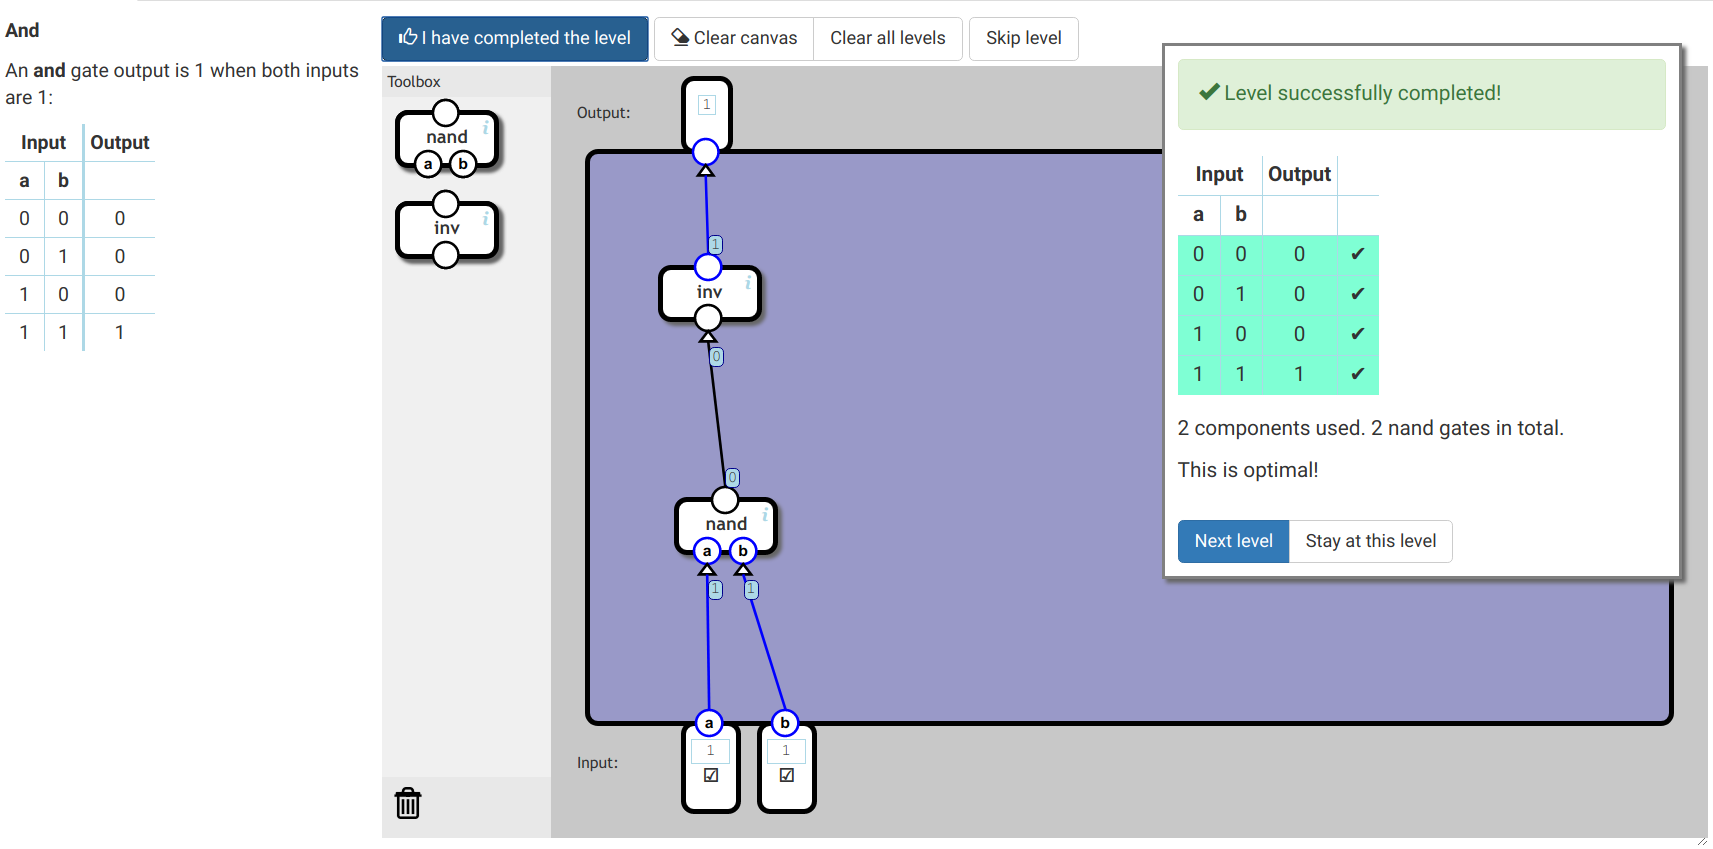 And
An and gate output is 1 when both inputs
are 1:
Input Output
a b
0 0 0
0 1 0
1 0 0
1 1 1
I have completed the level
Clear canvas
Clear all levels
Skip level
Toolbox
nand
i
a b
inv
i
Output:
1
1
inv
i
0
0
nand
i
a b
1 1
a b
Input:
1 1
Level successfully completed!
Input Output
a b
0 0 0 ✔
0 1 0 ✔
1 0 0 ✔
1 1 1 ✔
2 components used. 2 nand gates in total.
This is optimal!
Next level
Stay at this level